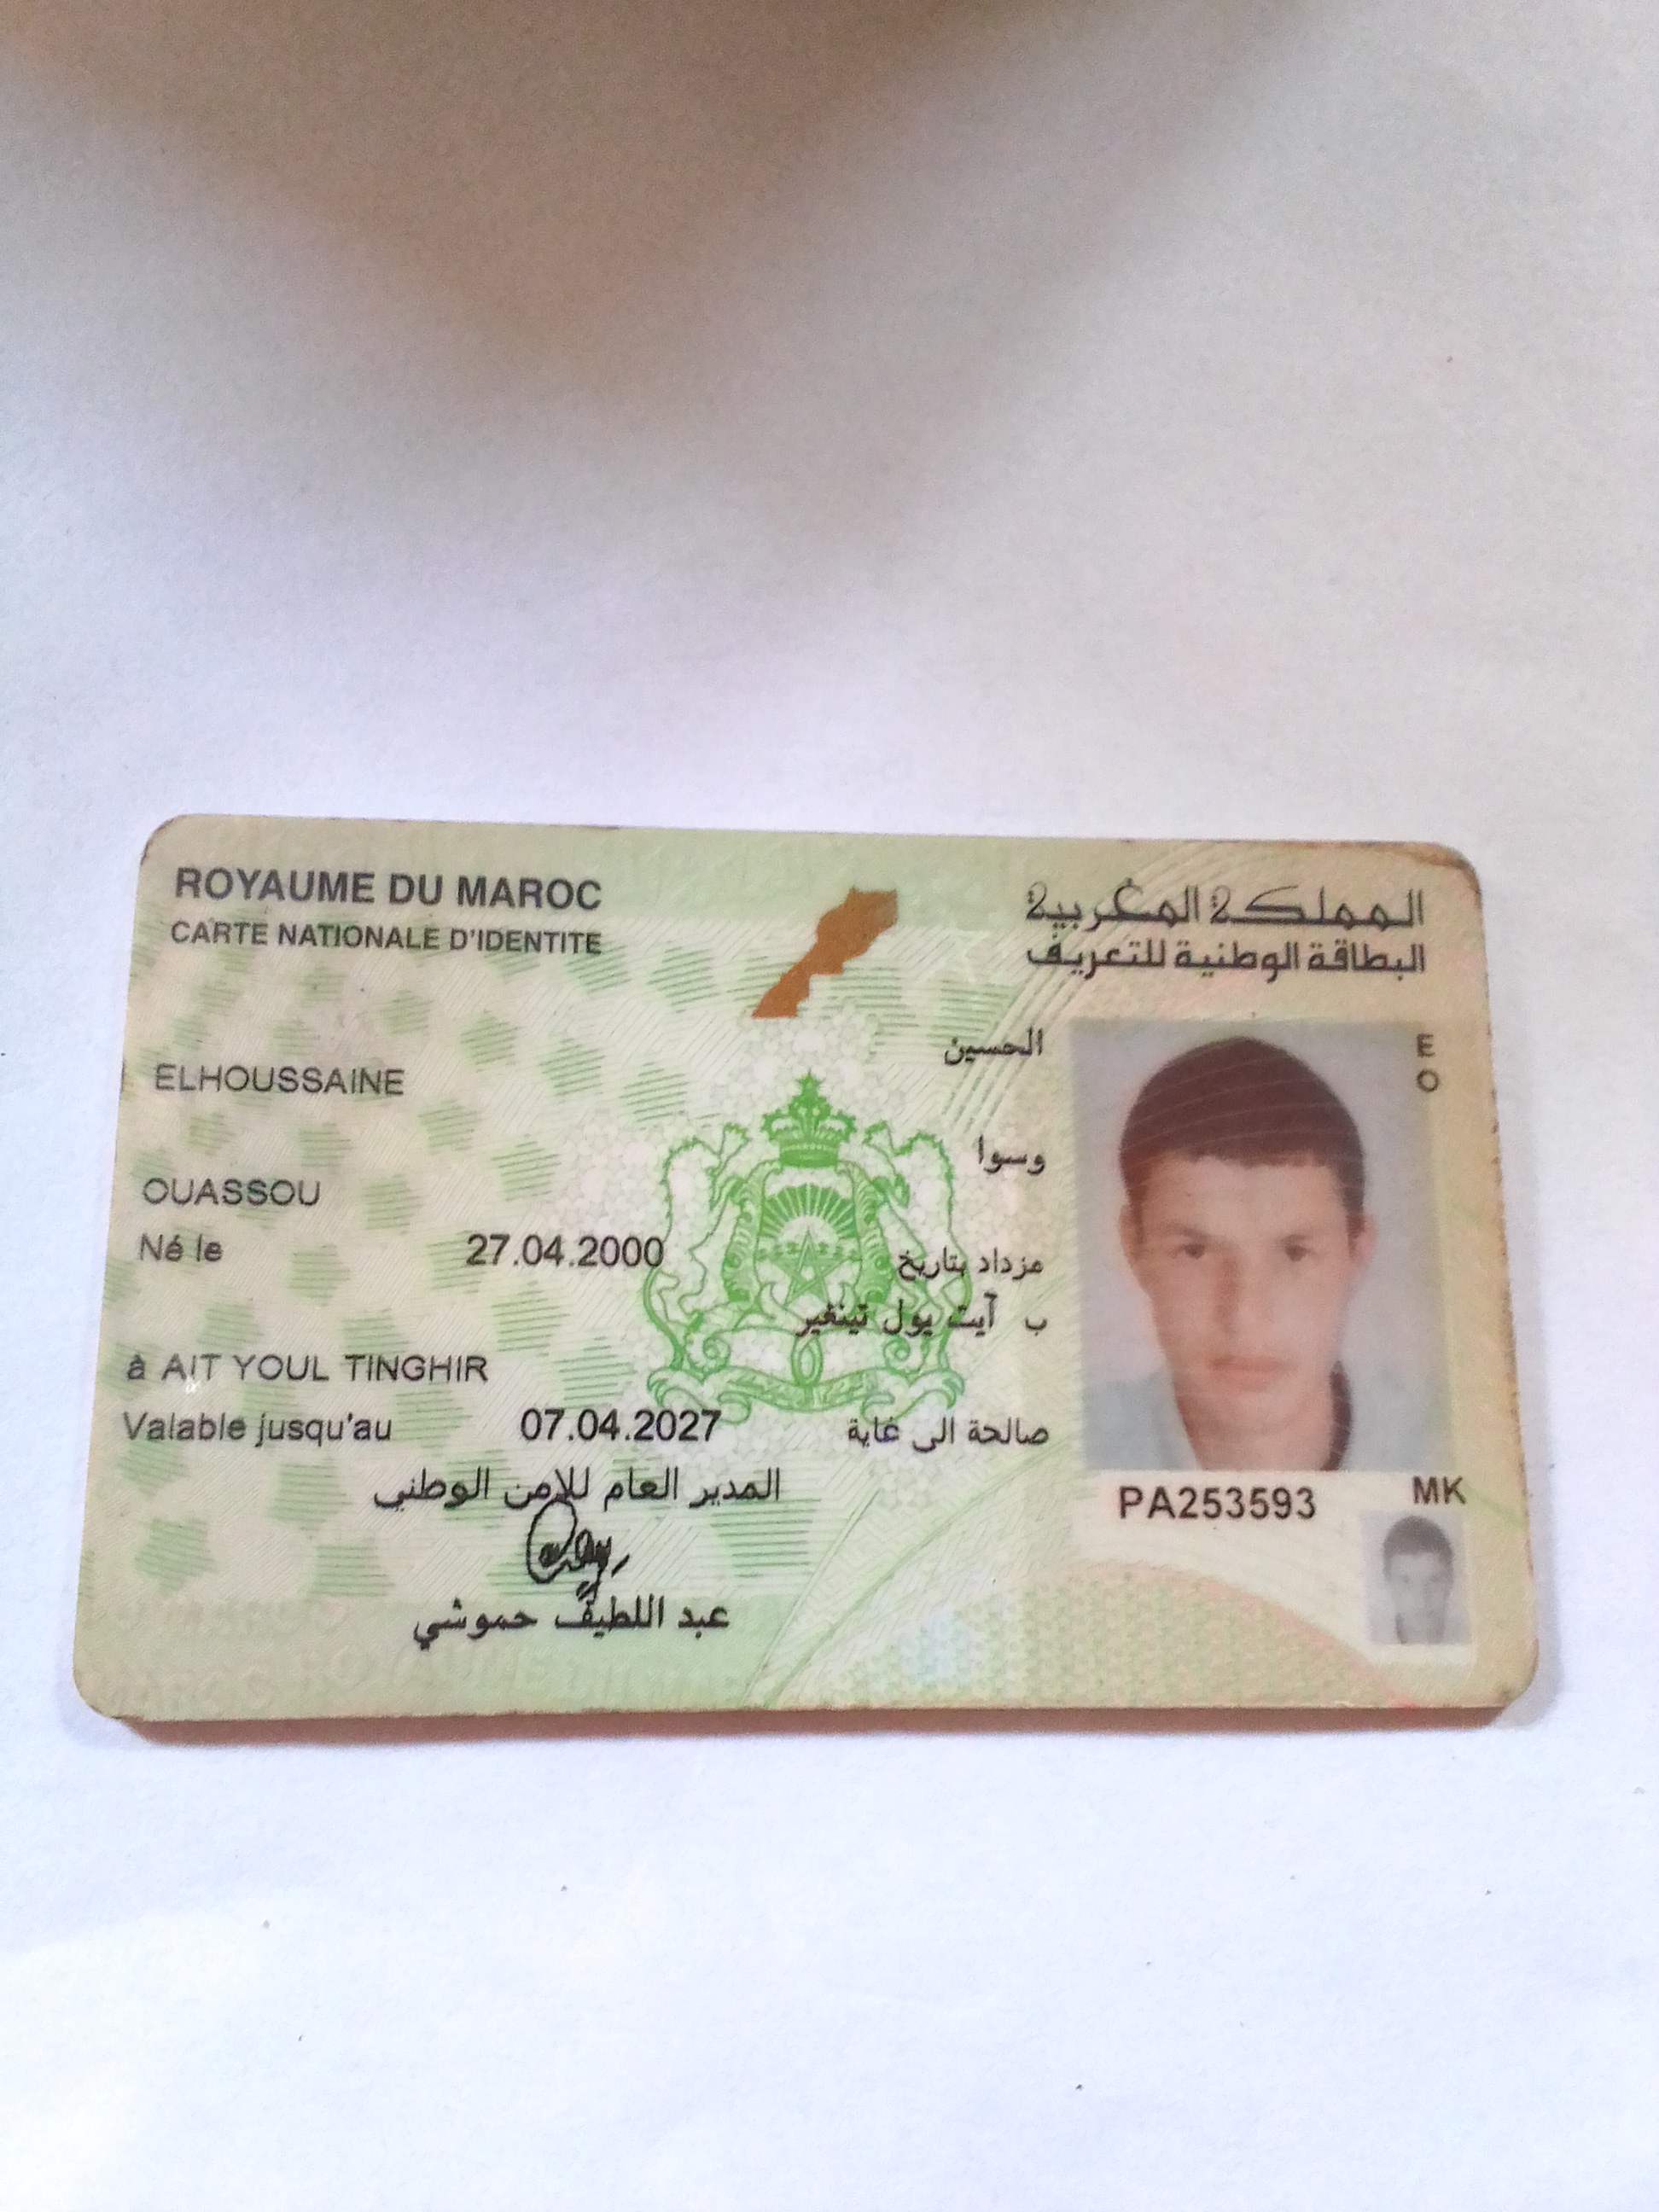 ROYAUME DU MAROC
المملكة المغربية
CARTE NATIONALE D'IDENTITE
البطاقة الوطنية للتعريف
الحسين
E
O
ELHOUSSAINE
وسوا
OUASSOU
Né le 27.04.2000 مزداد بتاريخ
ب آيت يول تينغير
à AIT YOUL TINGHIR
Valable jusqu'au 07.04.2027 صالحة الى غاية
المدير العام للامن الوطني
PA253593 MK
عبد اللطيف حموشي